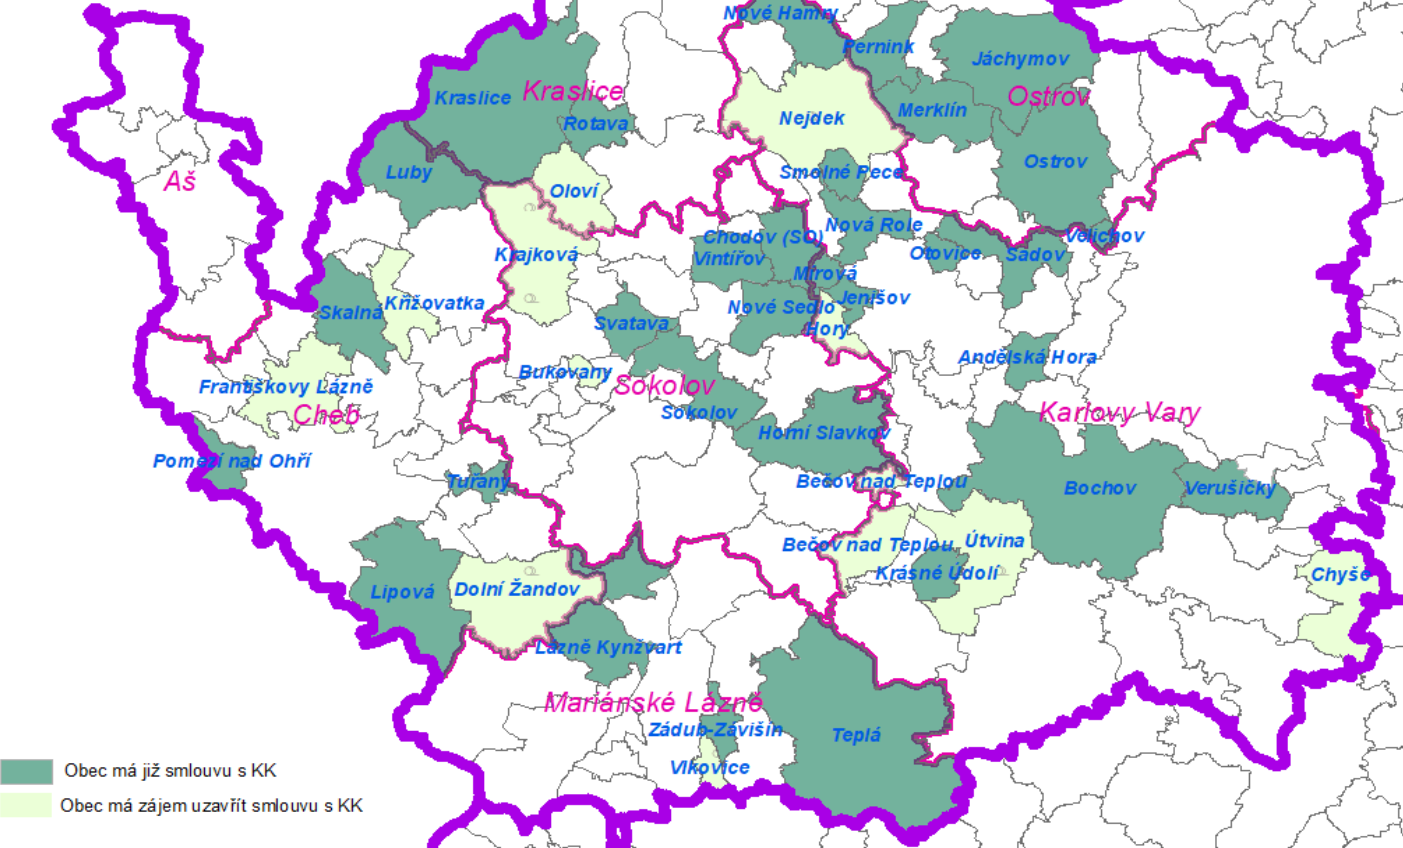 Nové Hamry
Pernink
Jáchymov
Kraslice
Kraslice
Ostrov
Merklín
Nejdek
Rotava
Ostrov
Luby
Smolné Pece
Aš
Oloví
Nová Role
Chodov (SO)
Velichov
Krajková
Vintířov
Otovice
Sadov
Mírová
Skalná
Křižovatka
Jenišov
Nové Sedlo
Svatava
Hory
Andělská Hora
Bukovany
Františkovy Lázně
Sokolov
Cheb
Sokolov
Karlovy Vary
Horní Slavkov
Pomezí nad Ohří
Tuřany
Bečov nad Teplou
Bochov
Verušičky
Bečov nad Teplou
Útvina
Krásné Údolí
Chyše
Lipová
Dolní Žandov
Lázně Kynžvart
Mariánské Lázně
Zádub-Závišín
Teplá
Vlkovice
Obec má již smlouvu s KK
Obec má zájem uzavřít smlouvu s KK